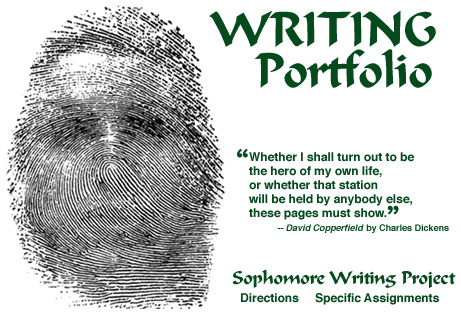 WRITING
Portfolio
“Whether I shall turn out to be
the hero of my own life,
or whether that station
will be held by anybody else,
these pages must show.”
-- David Copperfield by Charles Dickens
Sophomore Writing Project
Directions Specific Assignments